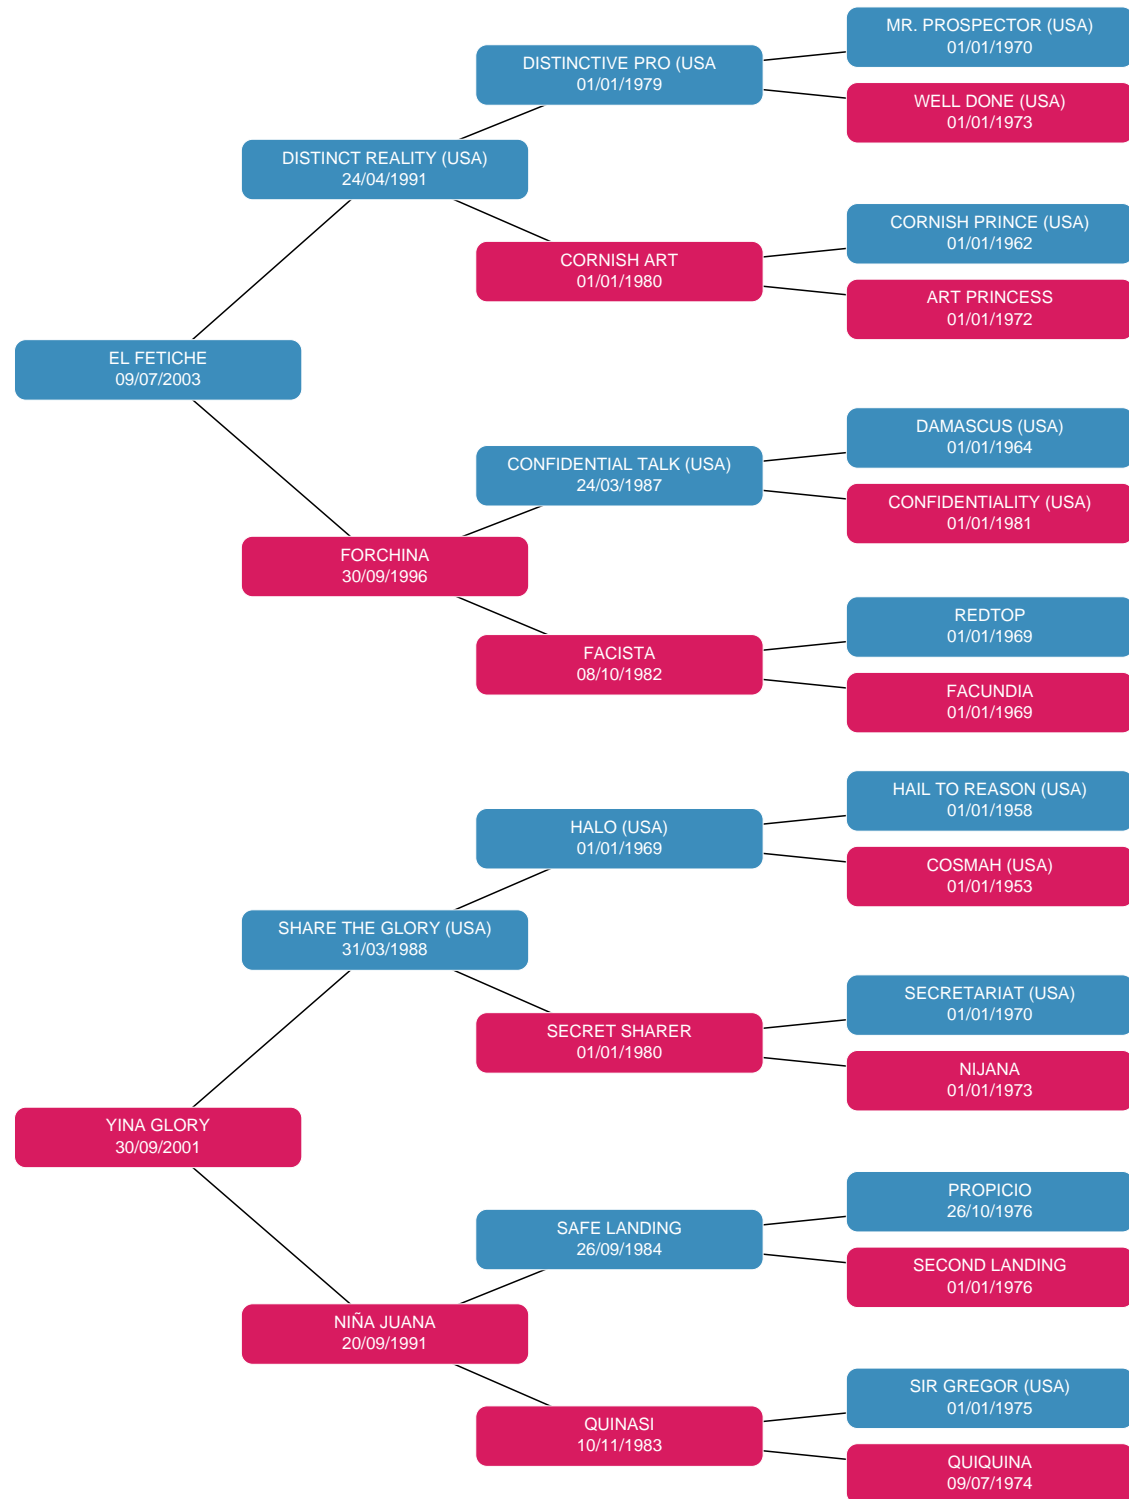 MR. PROSPECTOR (USA)
01/01/1970
DISTINCTIVE PRO (USA
01/01/1979
WELL DONE (USA)
01/01/1973
DISTINCT REALITY (USA)
24/04/1991
CORNISH PRINCE (USA)
01/01/1962
CORNISH ART
01/01/1980
ART PRINCESS
01/01/1972
EL FETICHE
09/07/2003
DAMASCUS (USA)
01/01/1964
CONFIDENTIAL TALK (USA)
24/03/1987
CONFIDENTIALITY (USA)
01/01/1981
FORCHINA
30/09/1996
REDTOP
01/01/1969
FACISTA
08/10/1982
FACUNDIA
01/01/1969
HAIL TO REASON (USA)
01/01/1958
HALO (USA)
01/01/1969
COSMAH (USA)
01/01/1953
SHARE THE GLORY (USA)
31/03/1988
SECRETARIAT (USA)
01/01/1970
SECRET SHARER
01/01/1980
NIJANA
01/01/1973
YINA GLORY
30/09/2001
PROPICIO
26/10/1976
SAFE LANDING
26/09/1984
SECOND LANDING
01/01/1976
NIÑA JUANA
20/09/1991
SIR GREGOR (USA)
01/01/1975
QUINASI
10/11/1983
QUIQUINA
09/07/1974